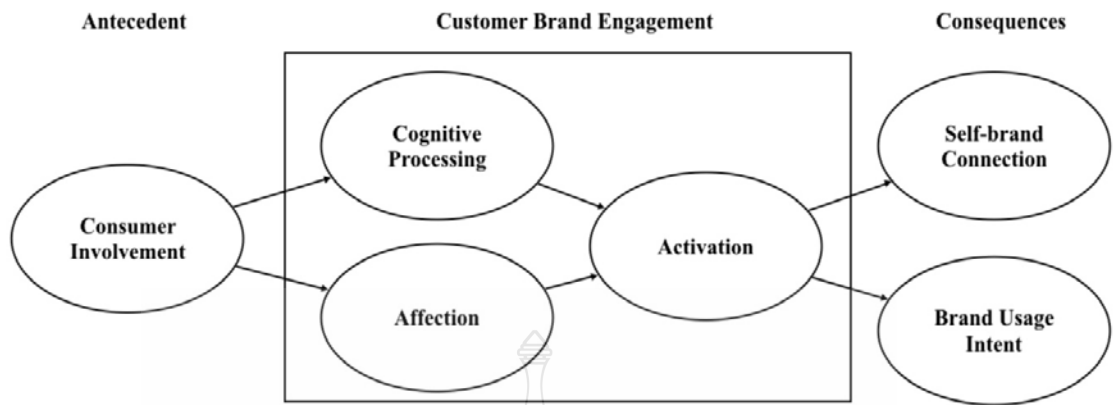 Antecedent
Customer Brand Engagement
Consequences
Consumer
Involvement
Cognitive
Processing
Affection
Activation
Self-brand
Connection
Brand Usage
Intent